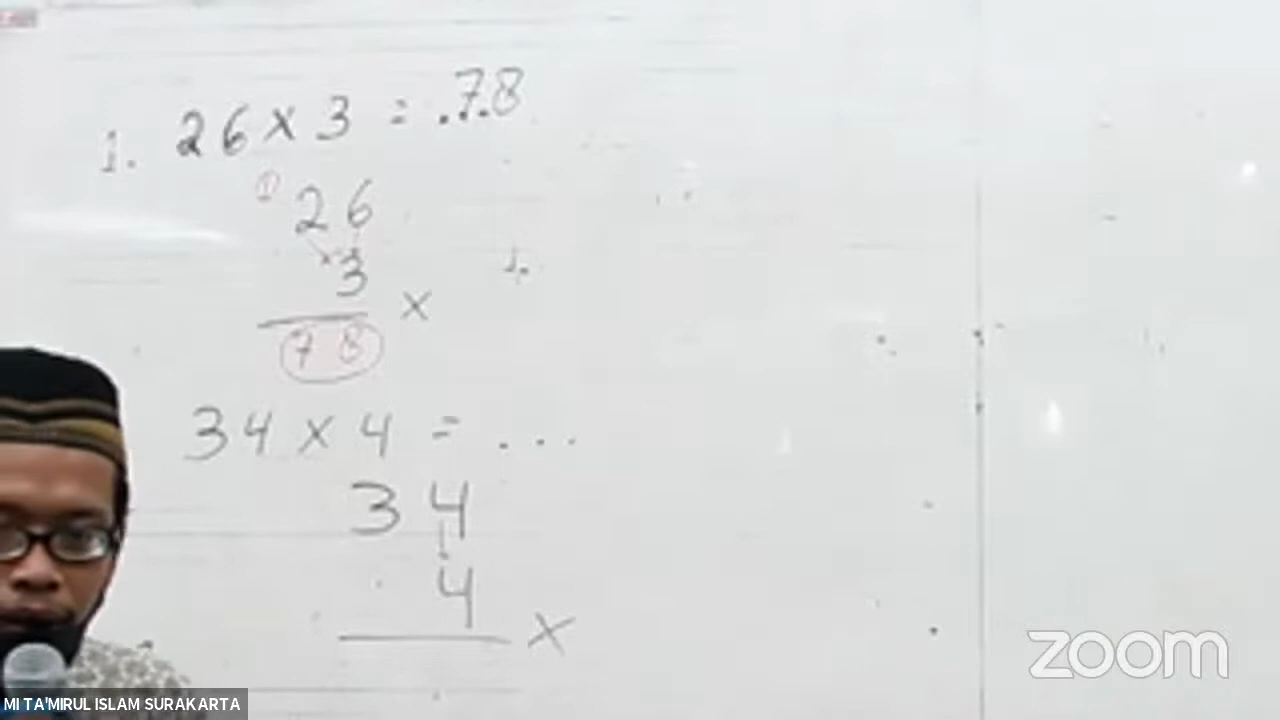 1. 26 x 3 = ...78
① 26
3 x
78
34 x 4 = ...
34
4 x
zoom
MI TA'MIRUL ISLAM SURAKARTA